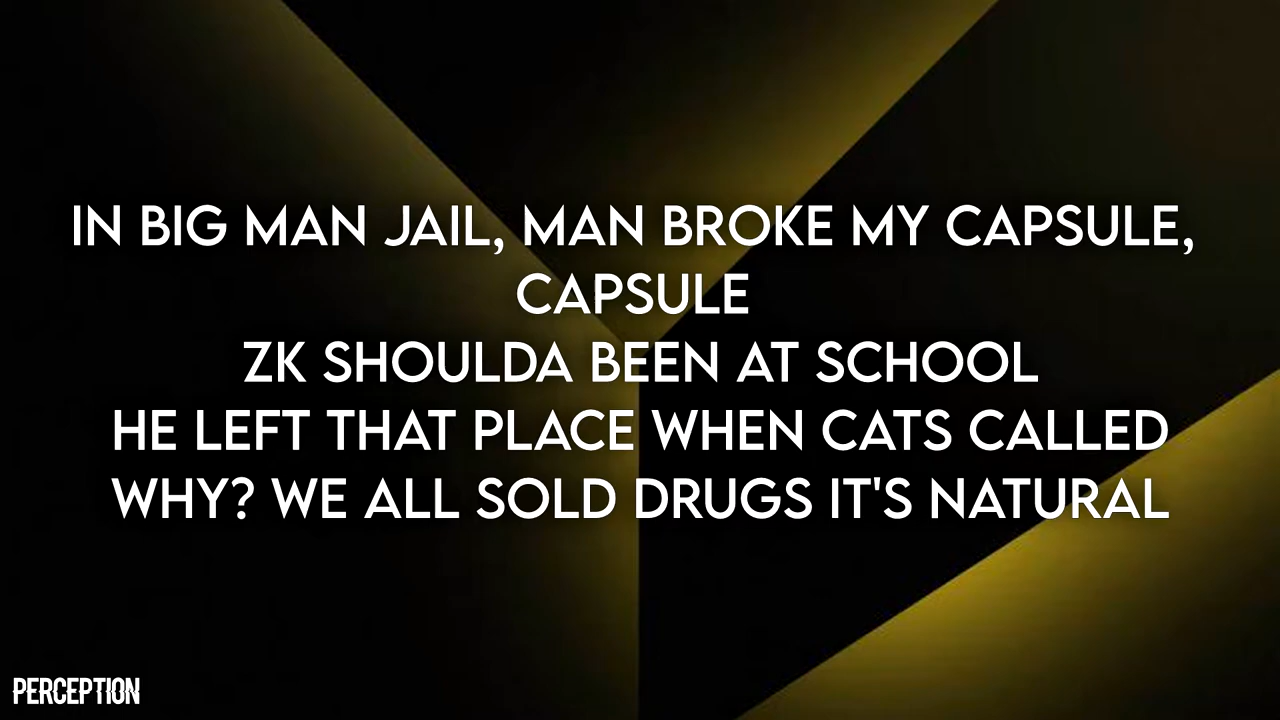 IN BIG MAN JAIL, MAN BROKE MY CAPSULE,
CAPSULE
ZK SHOULDA BEEN AT SCHOOL
HE LEFT THAT PLACE WHEN CATS CALLED
WHY? WE ALL SOLD DRUGS IT'S NATURAL
PERCEPTION